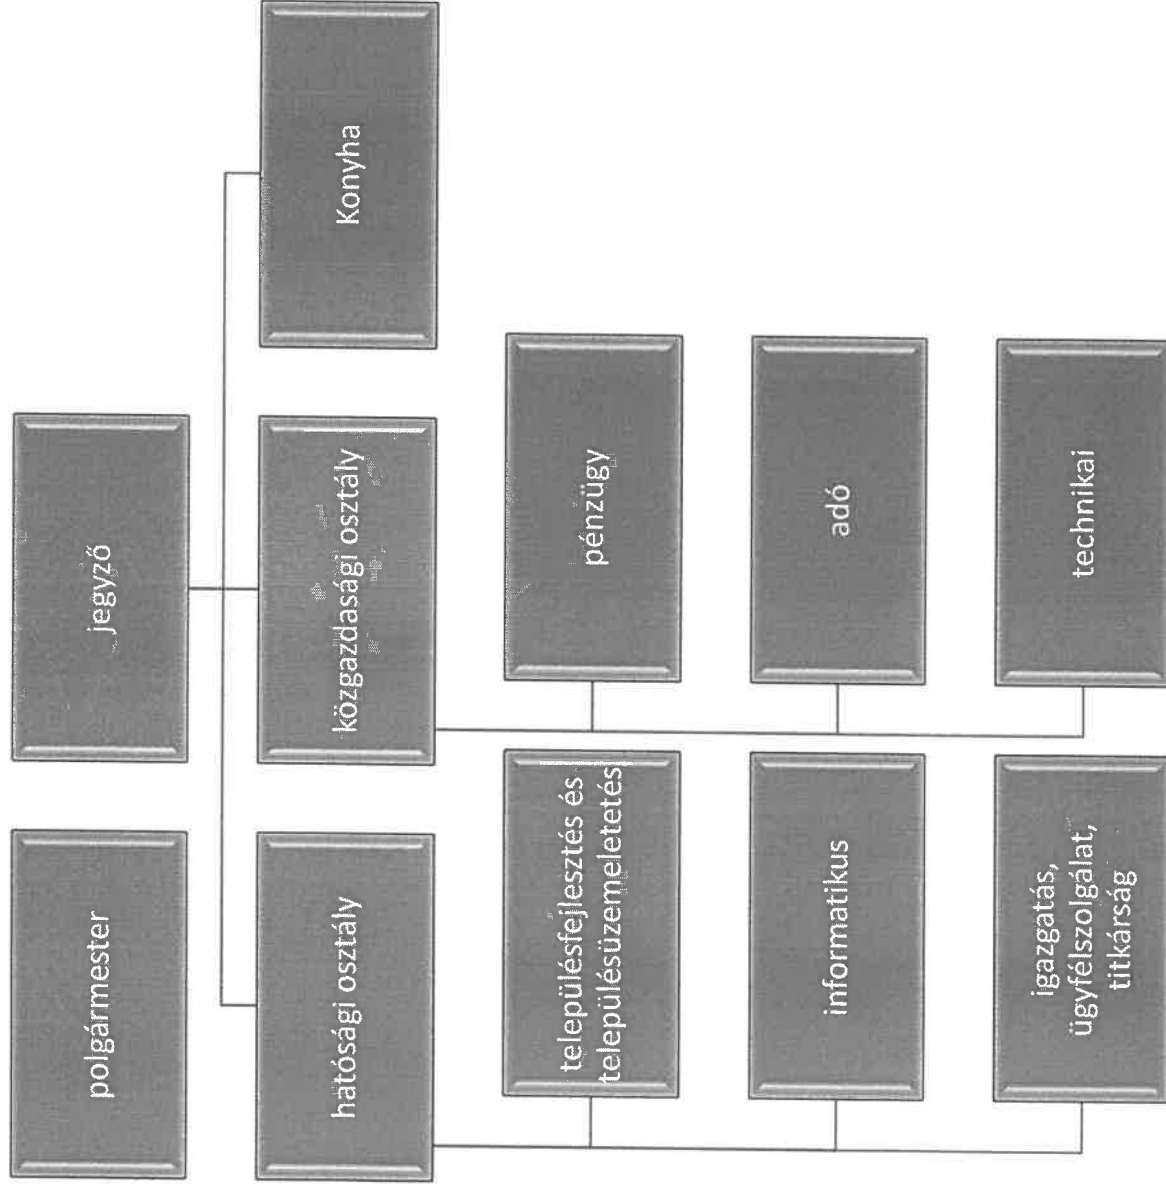 polgármester
jegyző
hatósági osztály
közgazdasági osztály
Konyha
településfejlesztés és
településüzemeletetés
pénzügy
informatikus
adó
igazgatás,
ügyfélszolgálat,
titkárság
technikai